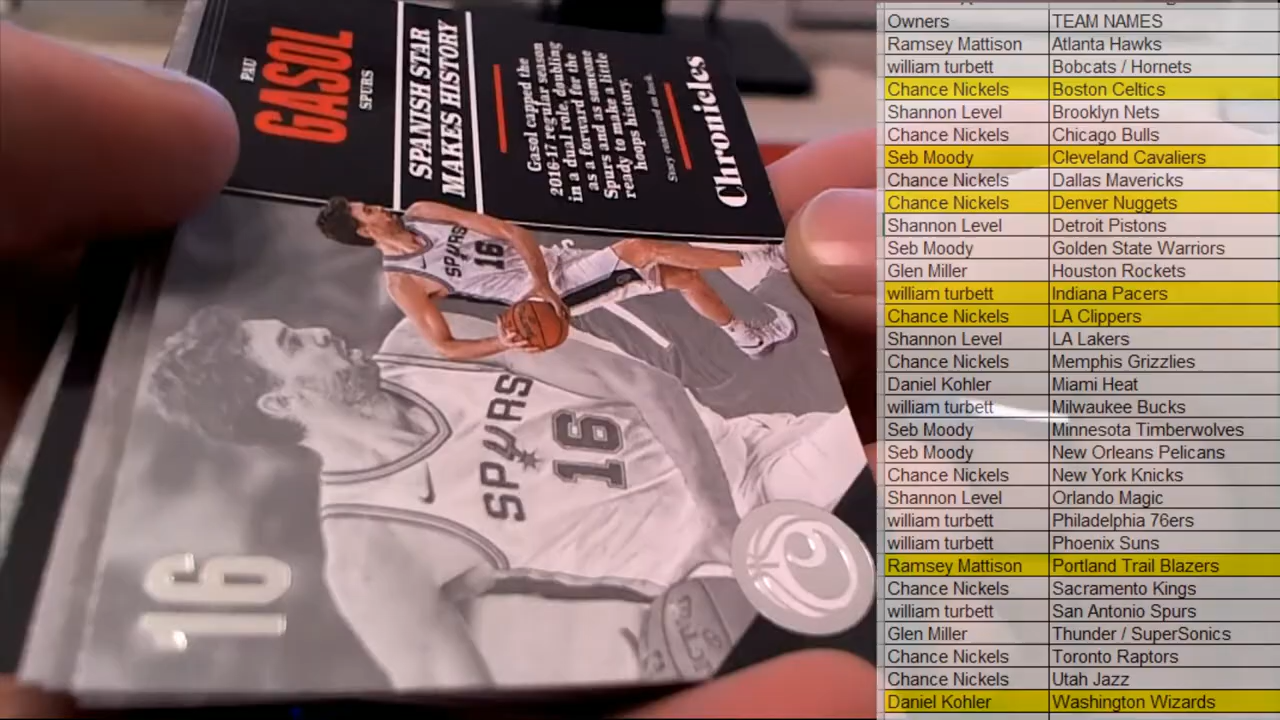 PAU
GASOL
SPURS
SPANISH STAR
MAKES HISTORY
Gasol capped the
2016-17 regular season
in a dual role, doubling
as a forward for the
Spurs and as someone
ready to make a little
hoops history.
Story continued on back.
Chronicles
SPURS
16
SPURS
16
16
Owners TEAM NAMES
Ramsey Mattison Atlanta Hawks
william turbett Bobcats / Hornets
Chance Nickels Boston Celtics
Shannon Level Brooklyn Nets
Chance Nickels Chicago Bulls
Seb Moody Cleveland Cavaliers
Chance Nickels Dallas Mavericks
Chance Nickels Denver Nuggets
Shannon Level Detroit Pistons
Seb Moody Golden State Warriors
Glen Miller Houston Rockets
william turbett Indiana Pacers
Chance Nickels LA Clippers
Shannon Level LA Lakers
Chance Nickels Memphis Grizzlies
Daniel Kohler Miami Heat
william turbett Milwaukee Bucks
Seb Moody Minnesota Timberwolves
Seb Moody New Orleans Pelicans
Chance Nickels New York Knicks
Shannon Level Orlando Magic
william turbett Philadelphia 76ers
william turbett Phoenix Suns
Ramsey Mattison Portland Trail Blazers
Chance Nickels Sacramento Kings
william turbett San Antonio Spurs
Glen Miller Thunder / SuperSonics
Chance Nickels Toronto Raptors
Chance Nickels Utah Jazz
Daniel Kohler Washington Wizards